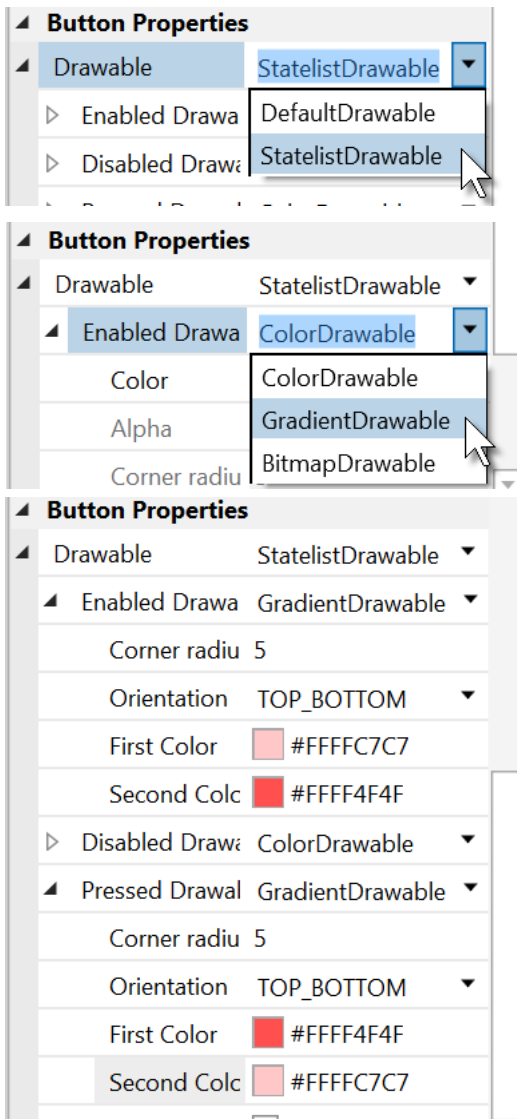 Button Properties
Drawable StatelistDrawable
Enabled Drawa DefaultDrawable
Disabled Drawa StatelistDrawable
Button Properties
Drawable StatelistDrawable
Enabled Drawa ColorDrawable
Color ColorDrawable
Alpha GradientDrawable
Corner radiu BitmapDrawable
Button Properties
Drawable StatelistDrawable
Enabled Drawa GradientDrawable
Corner radiu 5
Orientation TOP_BOTTOM
First Color #FFFFC7C7
Second Colc #FFFF4F4F
Disabled Drawa ColorDrawable
Pressed Drawal GradientDrawable
Corner radiu 5
Orientation TOP_BOTTOM
First Color #FFFF4F4F
Second Colc #FFFFC7C7